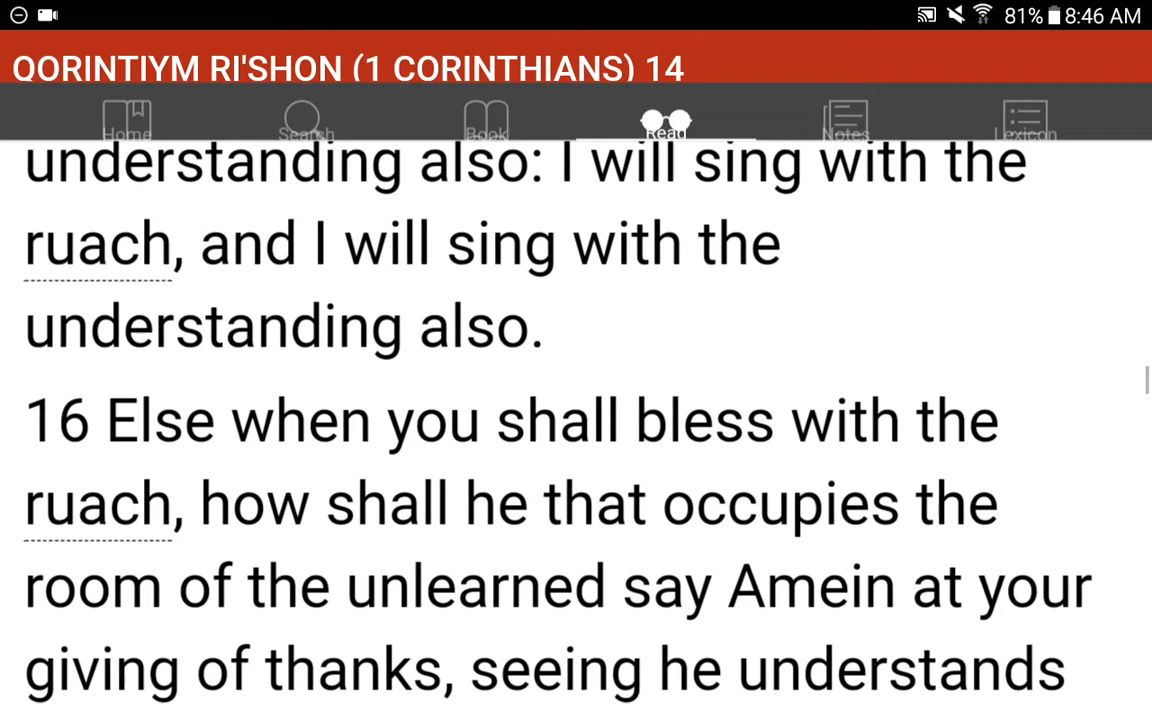 81% 8:46 AM
QORINTIYM RI'SHON (1 CORINTHIANS) 14
Home Search Book Read Notes Lexicon
understanding also: I will sing with the
ruach, and I will sing with the
understanding also.
16 Else when you shall bless with the
ruach, how shall he that occupies the
room of the unlearned say Amein at your
giving of thanks, seeing he understands